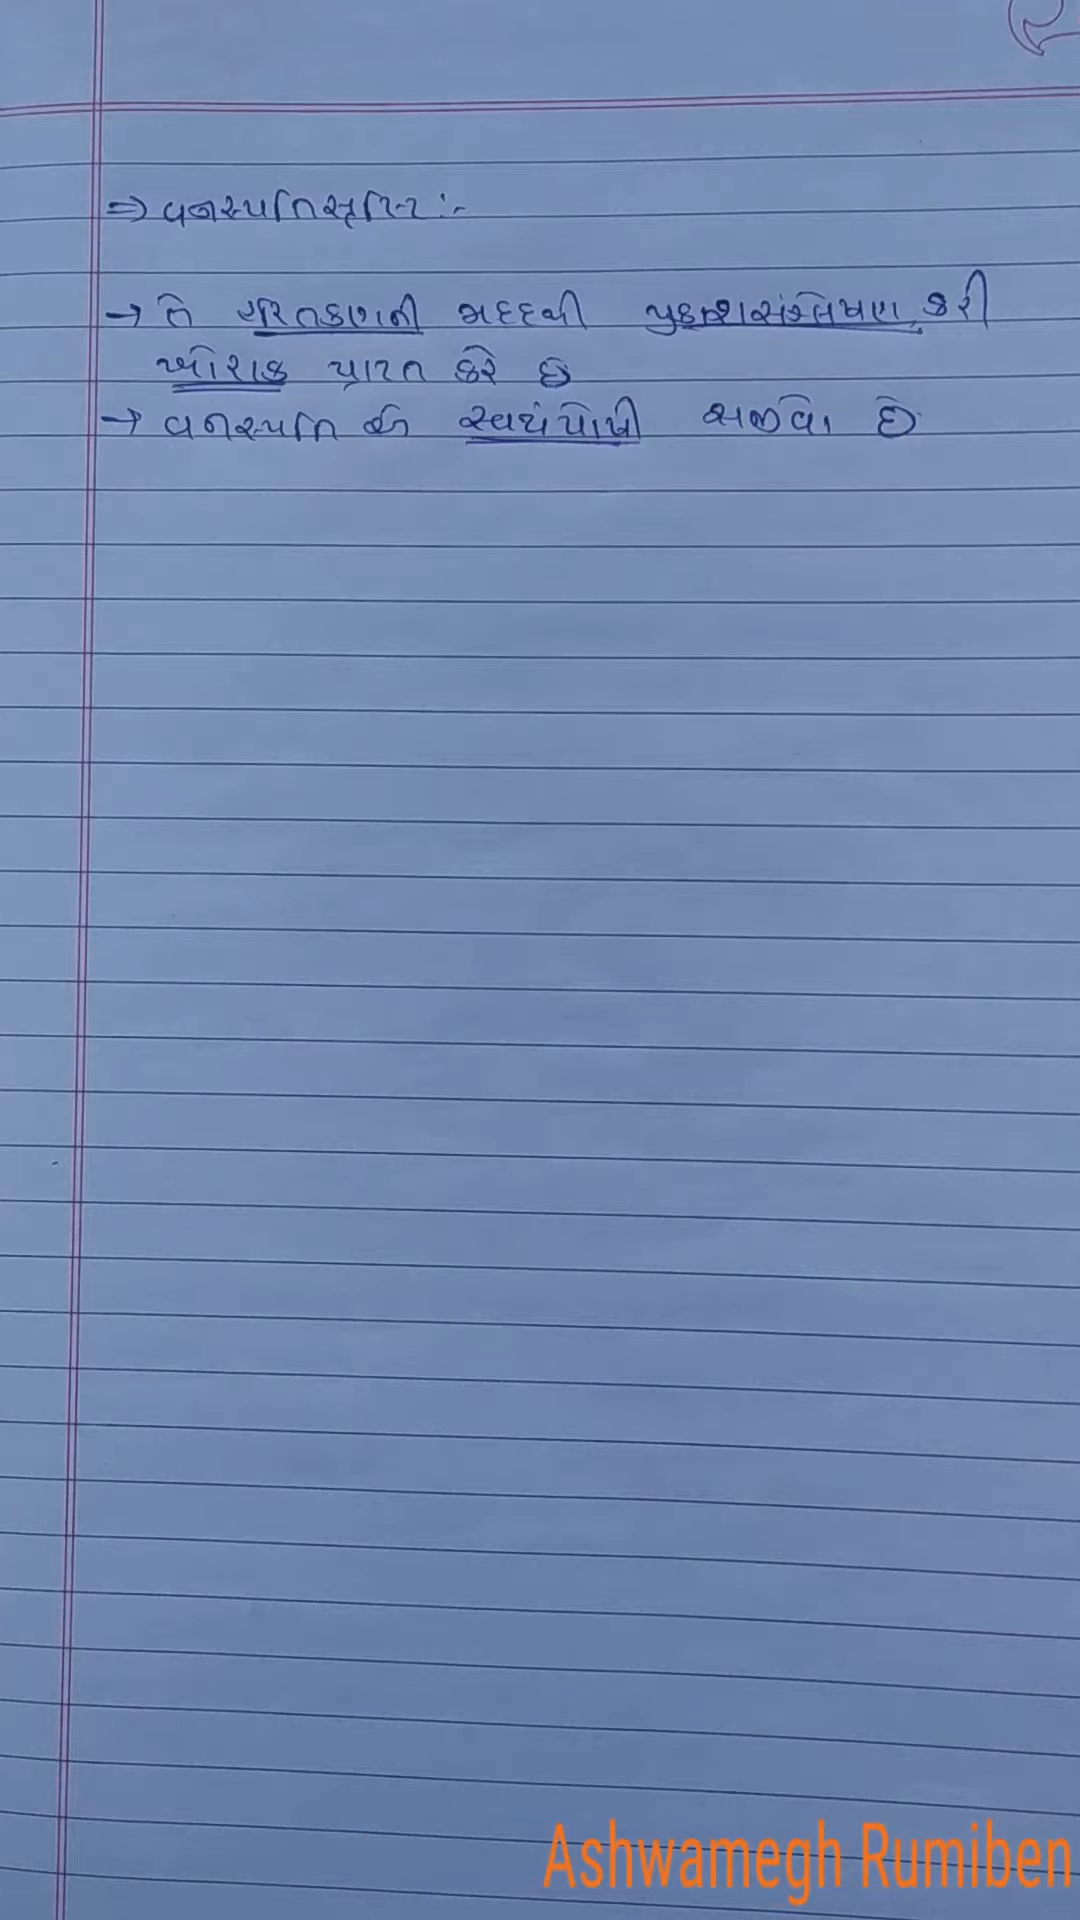 ⇒ વનસ્પતિસૃષ્ટિ :-
→ તે હરિતકણની મદદથી પ્રકાશસંશ્લેષણ કરી
ખોરાક પ્રાપ્ત કરે છે
→ વનસ્પતિ એ સ્વયંપોષી સજીવો છે
Ashwamegh Rumiben